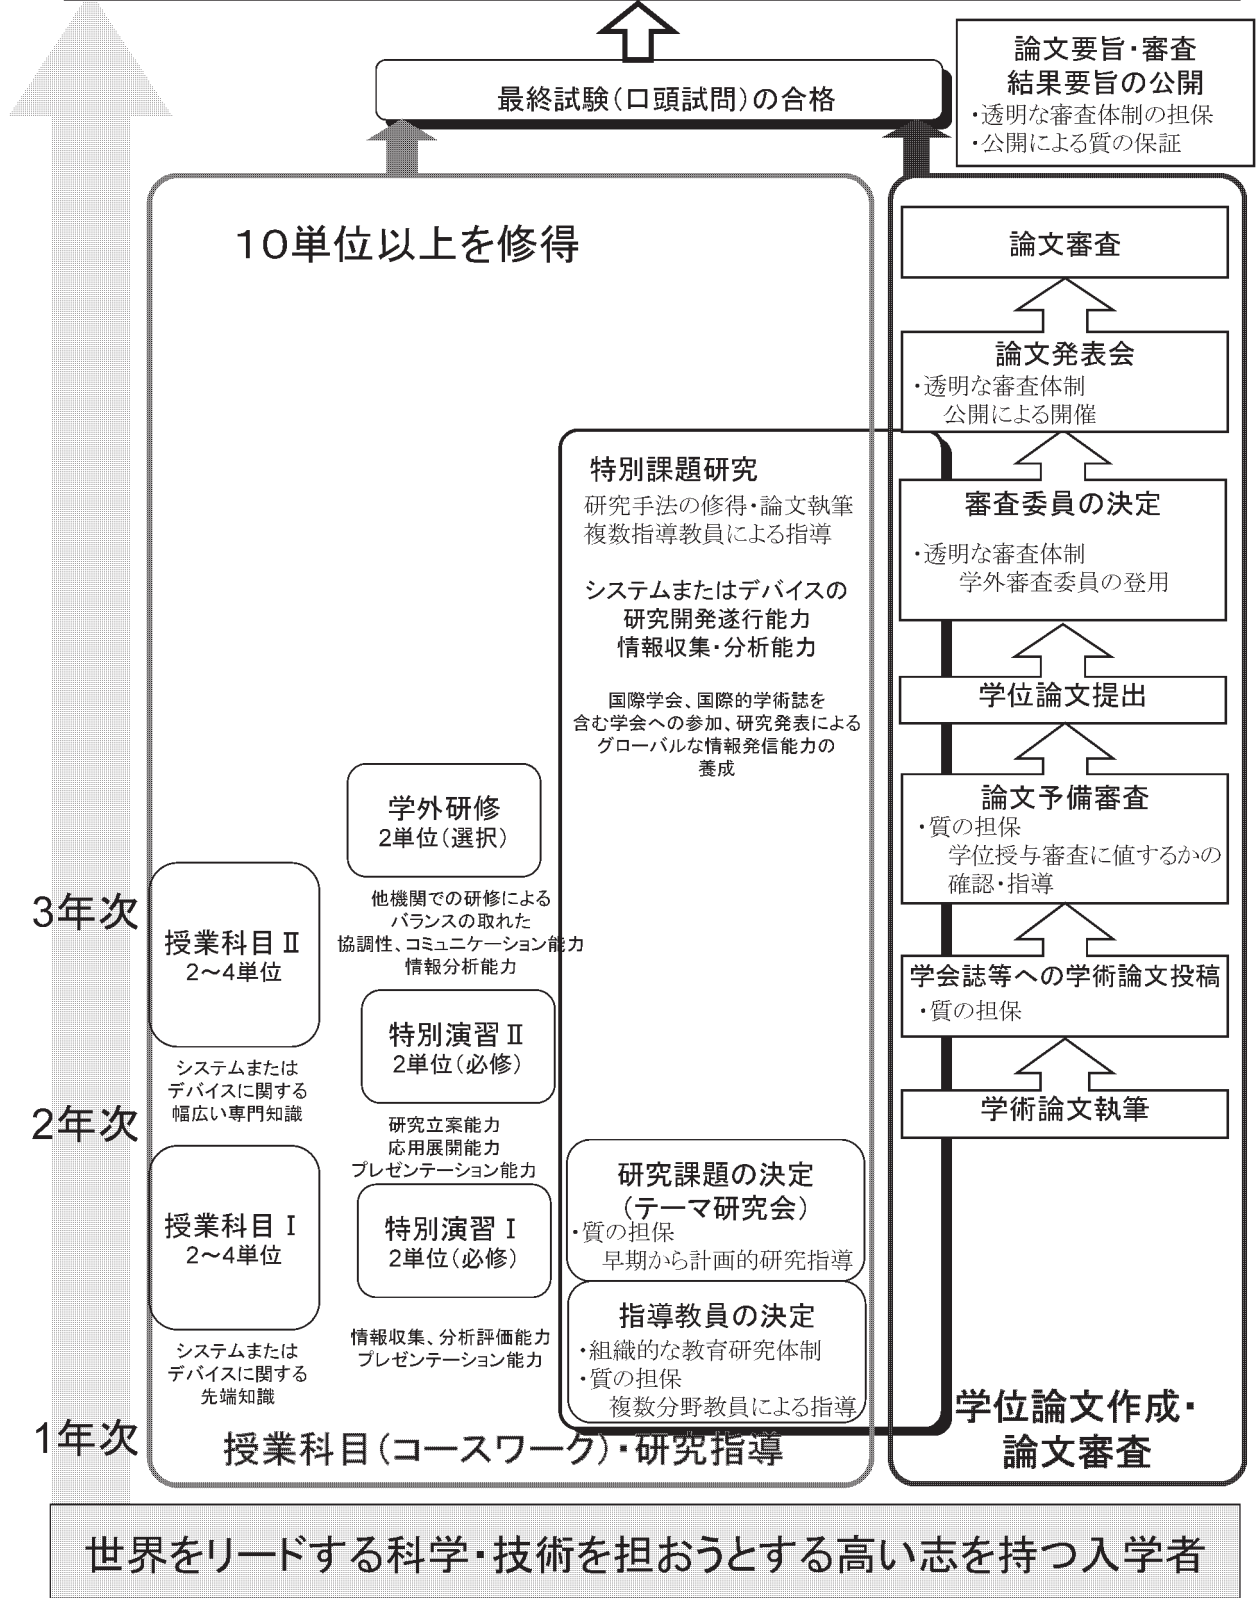 論文要旨・審査
結果要旨の公開
・透明な審査体制の担保
・公開による質の保証
最終試験(口頭試問)の合格
10単位以上を修得
論文審査
論文発表会
・透明な審査体制
公開による開催
特別課題研究
研究手法の修得・論文執筆
複数指導教員による指導
システムまたはデバイスの
研究開発遂行能力
情報収集・分析能力
国際学会、国際的学術誌を
含む学会への参加、研究発表による
グローバルな情報発信能力の
養成
審査委員の決定
・透明な審査体制
学外審査委員の登用
学位論文提出
論文予備審査
・質の担保
学位授与審査に値するかの
確認・指導
学会誌等への学術論文投稿
・質の担保
学術論文執筆
学外研修
2単位(選択)
他機関での研修による
バランスの取れた
協調性、コミュニケーション能力
情報分析能力
3年次
授業科目Ⅱ
2~4単位
システムまたは
デバイスに関する
幅広い専門知識
特別演習Ⅱ
2単位(必修)
研究立案能力
応用展開能力
プレゼンテーション能力
2年次
授業科目Ⅰ
2~4単位
システムまたは
デバイスに関する
先端知識
特別演習Ⅰ
2単位(必修)
情報収集、分析評価能力
プレゼンテーション能力
研究課題の決定
(テーマ研究会)
・質の担保
早期から計画的研究指導
指導教員の決定
・組織的な教育研究体制
・質の担保
複数分野教員による指導
1年次
授業科目(コースワーク)・研究指導
学位論文作成・
論文審査
世界をリードする科学・技術を担おうとする高い志を持つ入学者